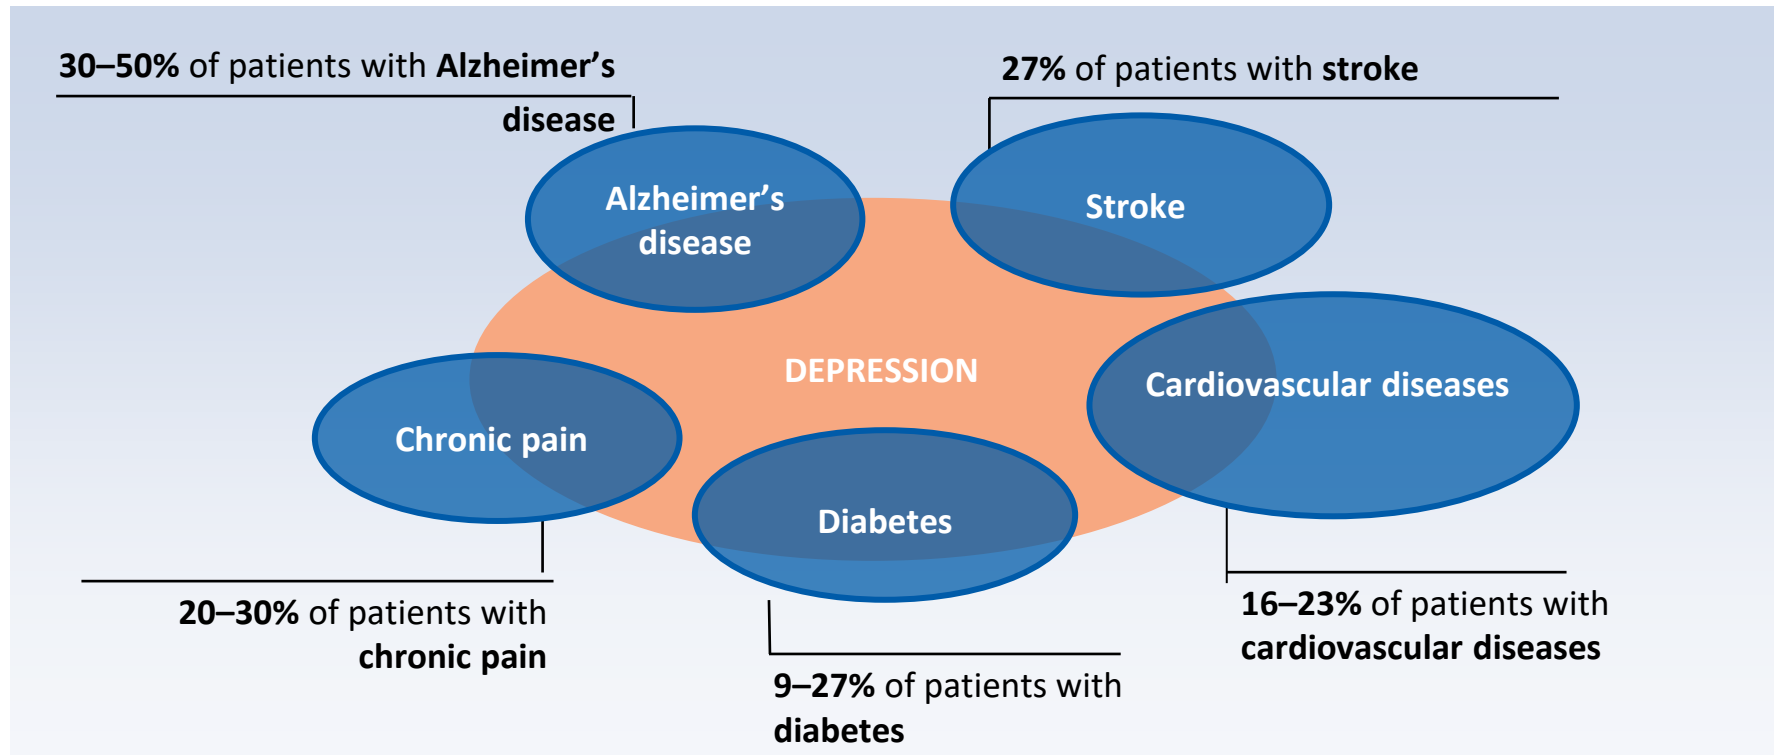 30–50% of patients with Alzheimer’s
disease
27% of patients with stroke
Alzheimer’s
disease
Stroke
DEPRESSION
Cardiovascular diseases
Chronic pain
Diabetes
20–30% of patients with
chronic pain
9–27% of patients with
diabetes
16–23% of patients with
cardiovascular diseases